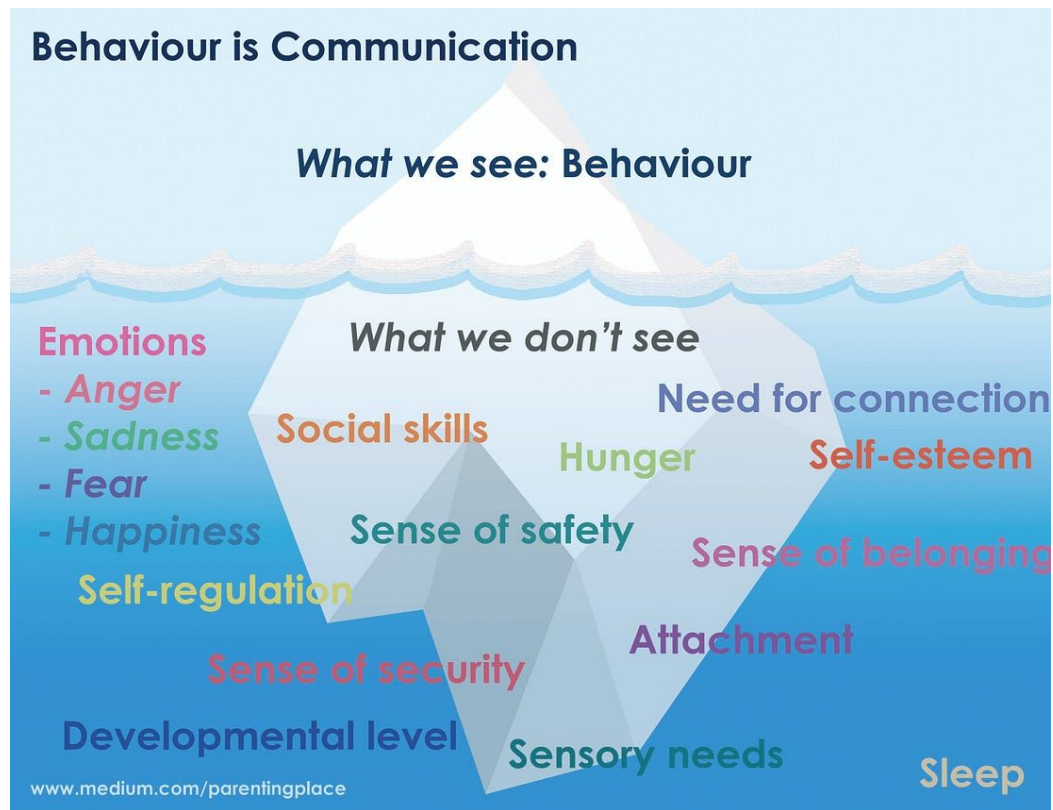 Behaviour is Communication
What we see: Behaviour
What we don't see
Emotions
- Anger
- Sadness
- Fear
- Happiness
Need for connection
Social skills
Hunger
Self-esteem
Sense of safety
Sense of belonging
Self-regulation
Attachment
Sense of security
Developmental level
Sensory needs
Sleep
www.medium.com/parentingplace